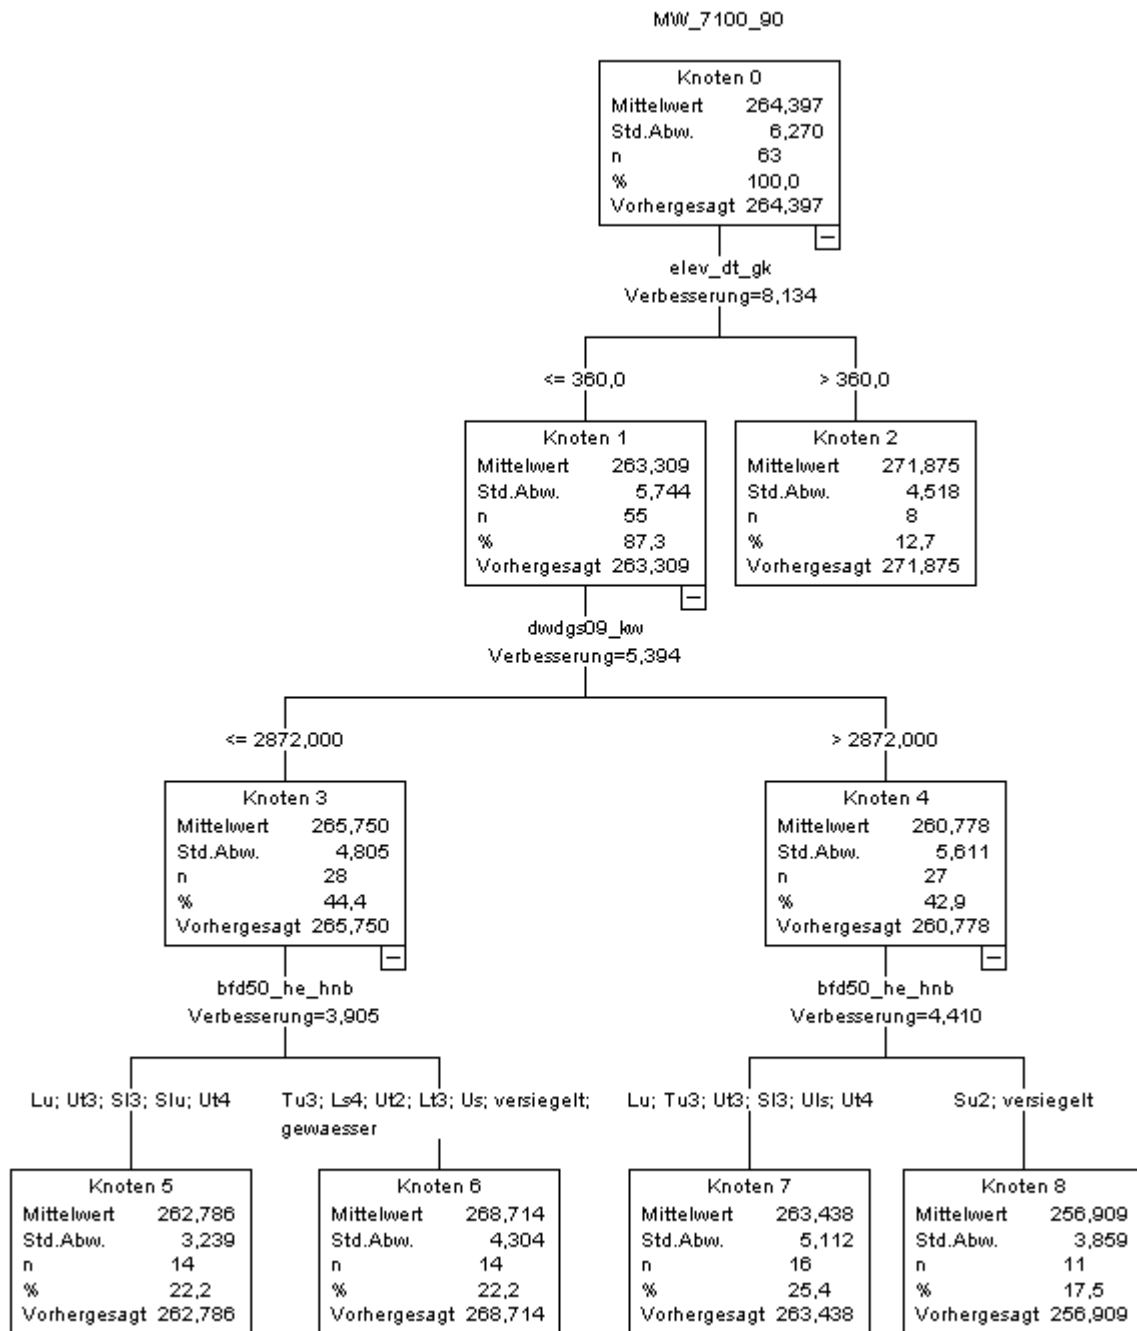 MW_7100_90
Knoten 0
Mittelwert 264,397
Std.Abw. 6,270
n 63
% 100,0
Vorhergesagt 264,397
elev_dt_gk
Verbesserung=8,134
<= 360,0
> 360,0
Knoten 1
Mittelwert 263,309
Std.Abw. 5,744
n 55
% 87,3
Vorhergesagt 263,309
Knoten 2
Mittelwert 271,875
Std.Abw. 4,518
n 8
% 12,7
Vorhergesagt 271,875
dwdgs09_kw
Verbesserung=5,394
<= 2872,000
> 2872,000
Knoten 3
Mittelwert 265,750
Std.Abw. 4,805
n 28
% 44,4
Vorhergesagt 265,750
Knoten 4
Mittelwert 260,778
Std.Abw. 5,611
n 27
% 42,9
Vorhergesagt 260,778
bfd50_he_hnb
Verbesserung=3,905
bfd50_he_hnb
Verbesserung=4,410
Lu; Ut3; Sl3; Slu; Ut4
Tu3; Ls4; Ut2; Lt3; Us; versiegelt;
gewaesser
Lu; Tu3; Ut3; Sl3; Uls; Ut4
Su2; versiegelt
Knoten 5
Mittelwert 262,786
Std.Abw. 3,239
n 14
% 22,2
Vorhergesagt 262,786
Knoten 6
Mittelwert 268,714
Std.Abw. 4,304
n 14
% 22,2
Vorhergesagt 268,714
Knoten 7
Mittelwert 263,438
Std.Abw. 5,112
n 16
% 25,4
Vorhergesagt 263,438
Knoten 8
Mittelwert 256,909
Std.Abw. 3,859
n 11
% 17,5
Vorhergesagt 256,909